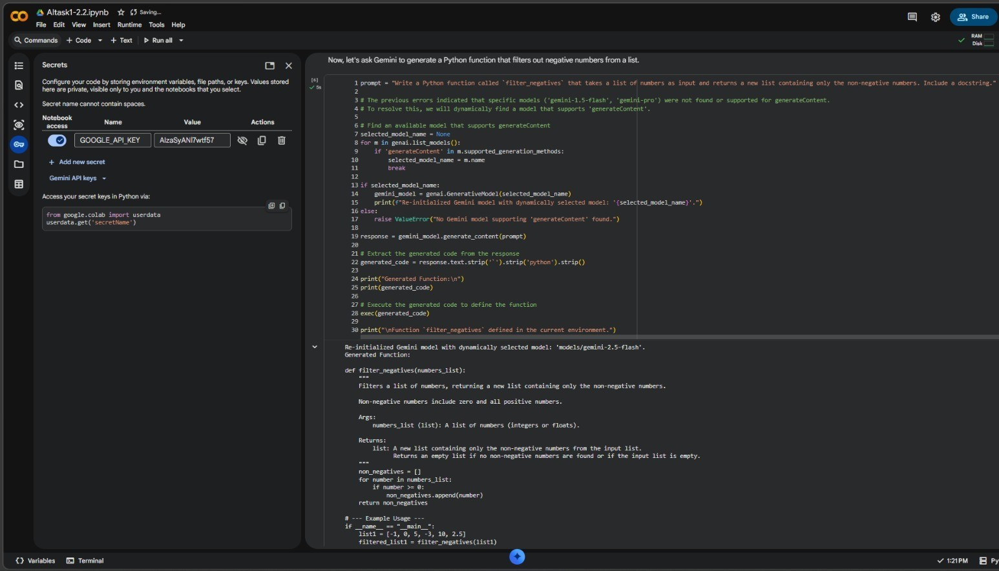 AItask1-2.2.ipynb
Saving...
File Edit View Insert Runtime Tools Help
Share
Commands + Code + Text Run all
RAM
Disk
Secrets
Configure your code by storing environment variables, file paths, or keys. Values stored
here are private, visible only to you and the notebooks that you select.
Secret name cannot contain spaces.
Notebook
access
Name Value Actions
GOOGLE_API_KEY AIzaSyANI7wtf57
+ Add new secret
Gemini API keys
Access your secret keys in Python via:
from google.colab import userdata
userdata.get('secretName')
Now, let's ask Gemini to generate a Python function that filters out negative numbers from a list.
[6]
5s
1 prompt = "Write a Python function called `filter_negatives` that takes a list of numbers as input and returns a new list containing only the non-negative numbers. Include a docstring."
2
3 # The previous errors indicated that specific models ('gemini-1.5-flash', 'gemini-pro') were not found or supported for generateContent.
4 # To resolve this, we will dynamically find a model that supports 'generateContent'.
5
6 # Find an available model that supports generateContent
7 selected_model_name = None
8 for m in genai.list_models():
9     if 'generateContent' in m.supported_generation_methods:
10         selected_model_name = m.name
11         break
12
13 if selected_model_name:
14     gemini_model = genai.GenerativeModel(selected_model_name)
15     print(f"Re-initialized Gemini model with dynamically selected model: '{selected_model_name}'.")
16 else:
17     raise ValueError("No Gemini model supporting 'generateContent' found.")
18
19 response = gemini_model.generate_content(prompt)
20
21 # Extract the generated code from the response
22 generated_code = response.text.strip('``').strip('python').strip()
23
24 print("Generated Function:\n")
25 print(generated_code)
26
27 # Execute the generated code to define the function
28 exec(generated_code)
29
30 print("\nFunction `filter_negatives` defined in the current environment.")
Re-initialized Gemini model with dynamically selected model: 'models/gemini-2.5-flash'.
Generated Function:
def filter_negatives(numbers_list):
    """
    Filters a list of numbers, returning a new list containing only the non-negative numbers.
    Non-negative numbers include zero and all positive numbers.
    Args:
        numbers_list (list): A list of numbers (integers or floats).
    Returns:
        list: A new list containing only the non-negative numbers from the input list.
              Returns an empty list if no non-negative numbers are found or if the input list is empty.
    """
    non_negatives = []
    for number in numbers_list:
        if number >= 0:
            non_negatives.append(number)
    return non_negatives
# --- Example Usage ---
if __name__ == "__main__":
    list1 = [-1, 0, 5, -3, 10, 2.5]
    filtered_list1 = filter_negatives(list1)
Variables Terminal
1:21 PM
Py